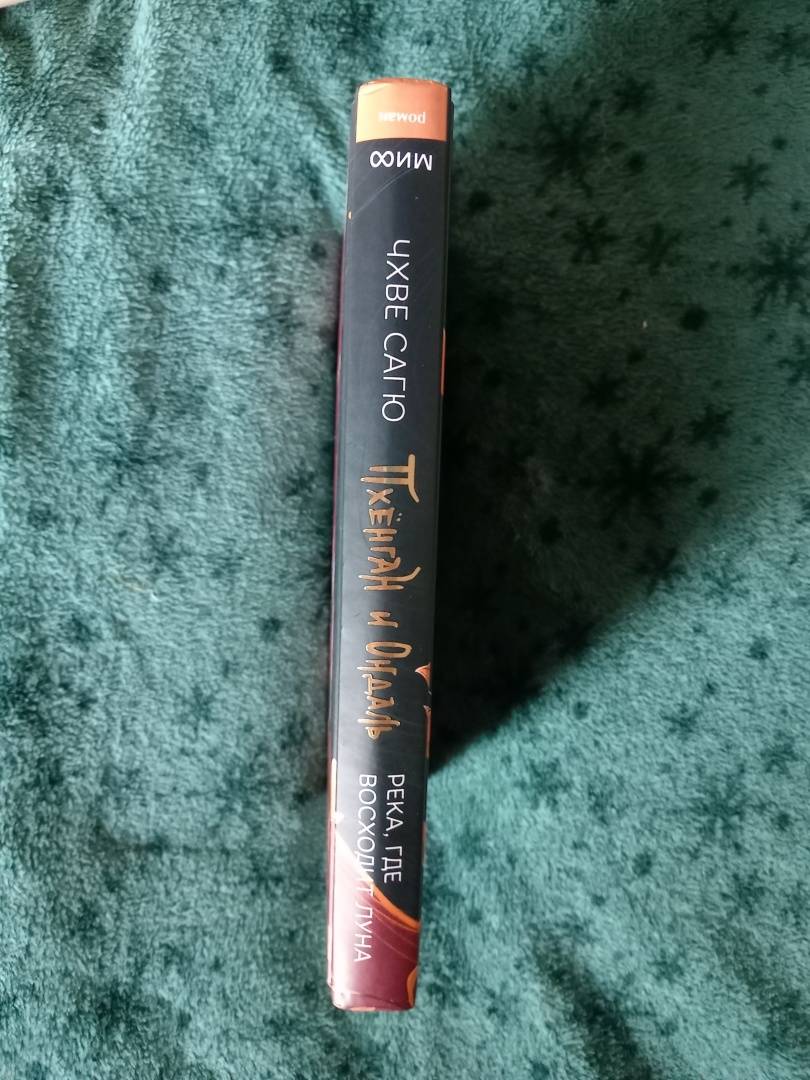 роман
МИФ
ЧХВЕ САГЮ
Пхёнган и Ондаль
РЕКА, ГДЕ
ВОСХОДИТ ЛУНА